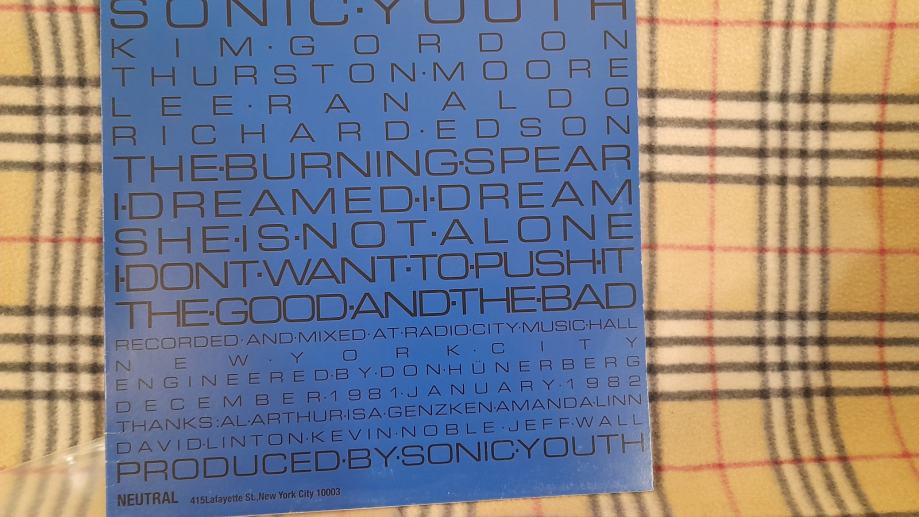 SONIC·YOUTH
KIM·GORDON
THURSTON·MOORE
LEE·RANALDO
RICHARD·EDSON
THE·BURNING·SPEAR
I·DREAMED·I·DREAM
SHE·IS·NOT·ALONE
I·DONT·WANT·TO·PUSH·IT
THE·GOOD·AND·THE·BAD
RECORDED·AND·MIXED·AT·RADIO·CITY·MUSIC·HALL
NEW·YORK·CITY
ENGINEERED·BY·DON·HÜNERBERG
DECEMBER·1981·JANUARY·1982
THANKS:AL·ARTHUR·ISA·GENZKEN·AMANDA·LINN
DAVID·LINTON·KEVIN·NOBLE·JEFF·WALL
PRODUCED·BY·SONIC·YOUTH
NEUTRAL 415Lafayette St.,New York City 10003